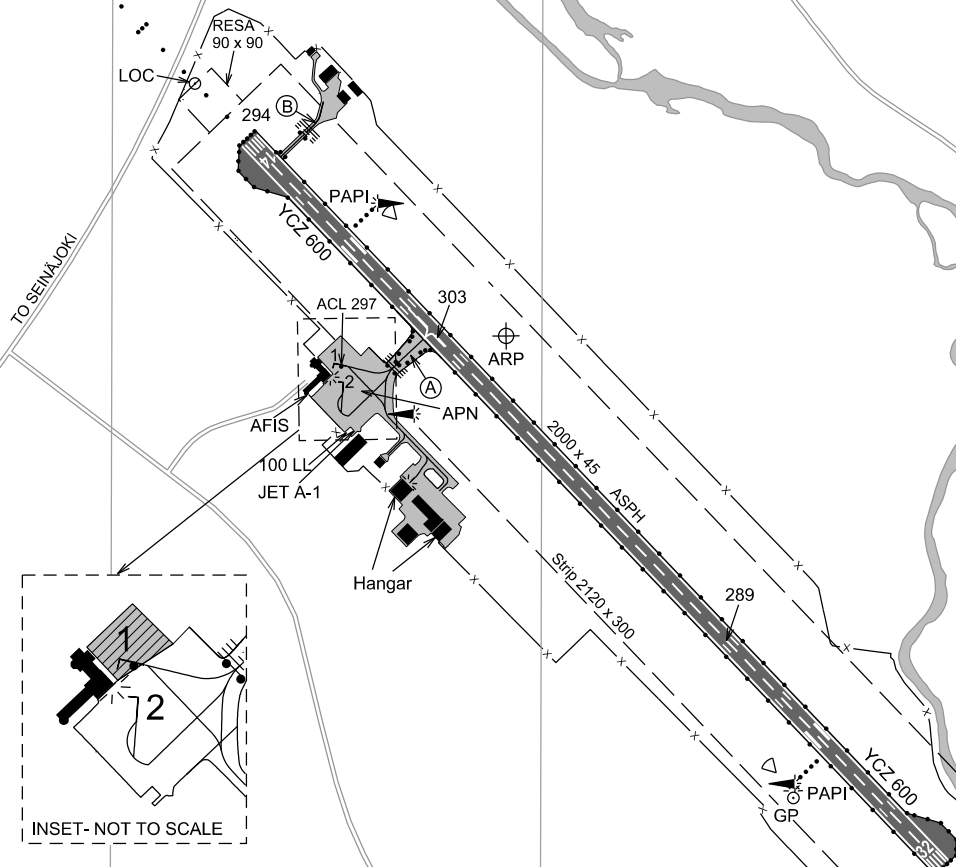 RESA
90 x 90
LOC
294
B
PAPI
YCZ 600
TO SEINÄJOKI
ACL 297
303
ARP
1
2
A
AFIS
APN
100 LL
JET A-1
2000 x 45
ASPH
Hangar
Strip 2120 x 300
289
1
2
INSET- NOT TO SCALE
YCZ 600
PAPI
GP
32